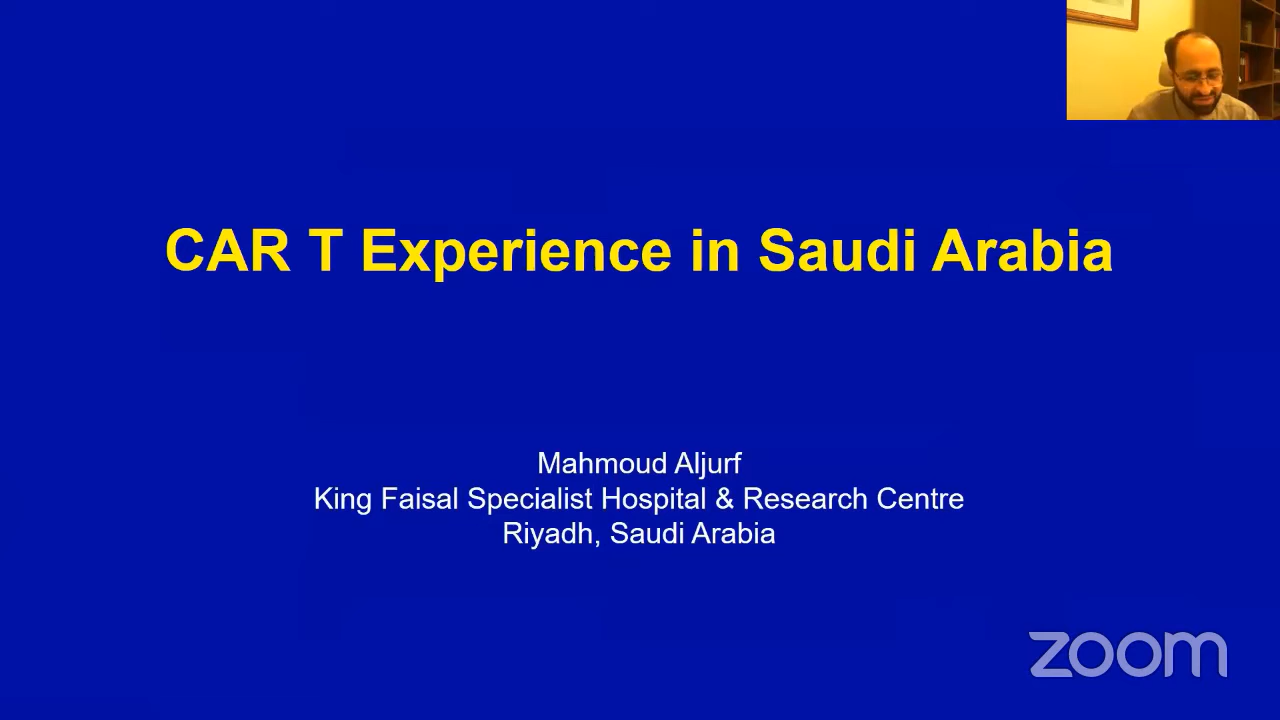 CAR T Experience in Saudi Arabia
Mahmoud Aljurf
King Faisal Specialist Hospital & Research Centre
Riyadh, Saudi Arabia
zoom